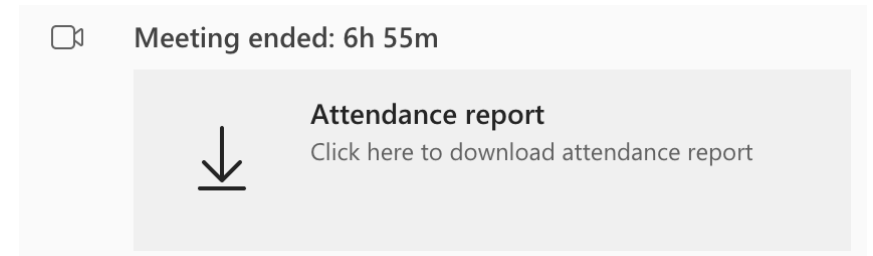 Meeting ended: 6h 55m
Attendance report
Click here to download attendance report